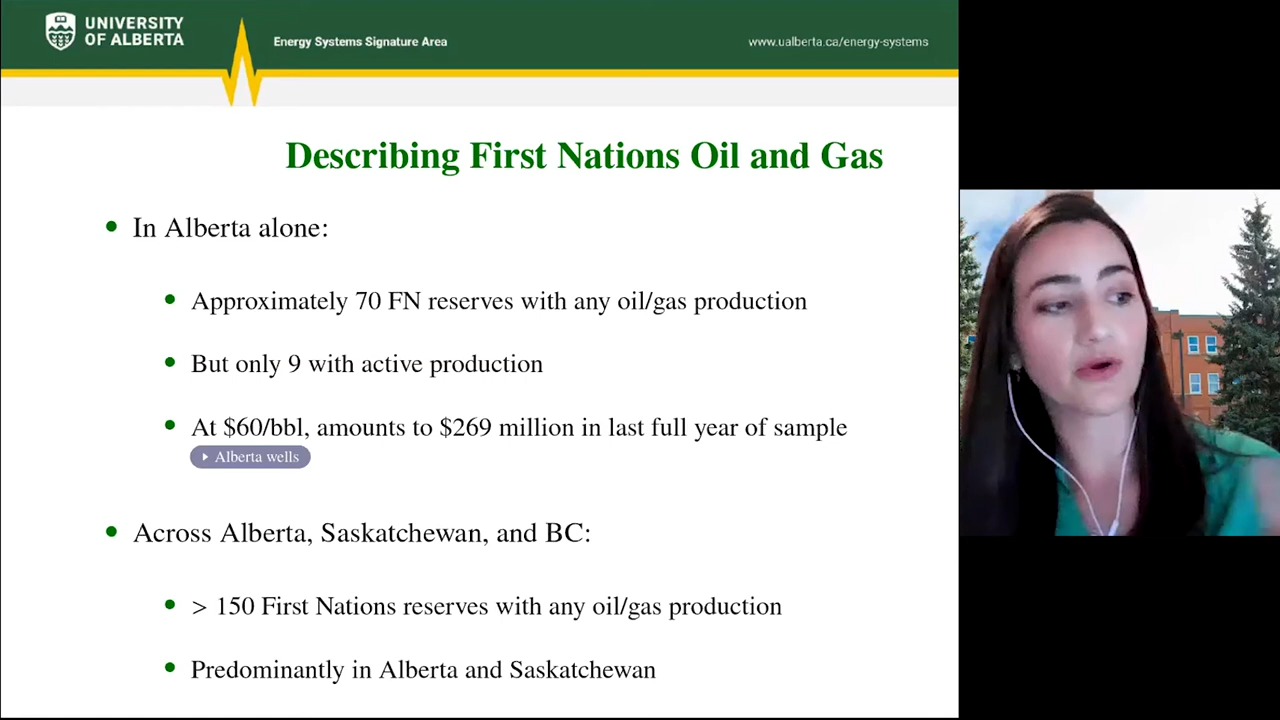 UNIVERSITY
OF ALBERTA
Energy Systems Signature Area
www.ualberta.ca/energy-systems
Describing First Nations Oil and Gas
In Alberta alone:
Approximately 70 FN reserves with any oil/gas production
But only 9 with active production
At $60/bbl, amounts to $269 million in last full year of sample
Alberta wells
Across Alberta, Saskatchewan, and BC:
> 150 First Nations reserves with any oil/gas production
Predominantly in Alberta and Saskatchewan